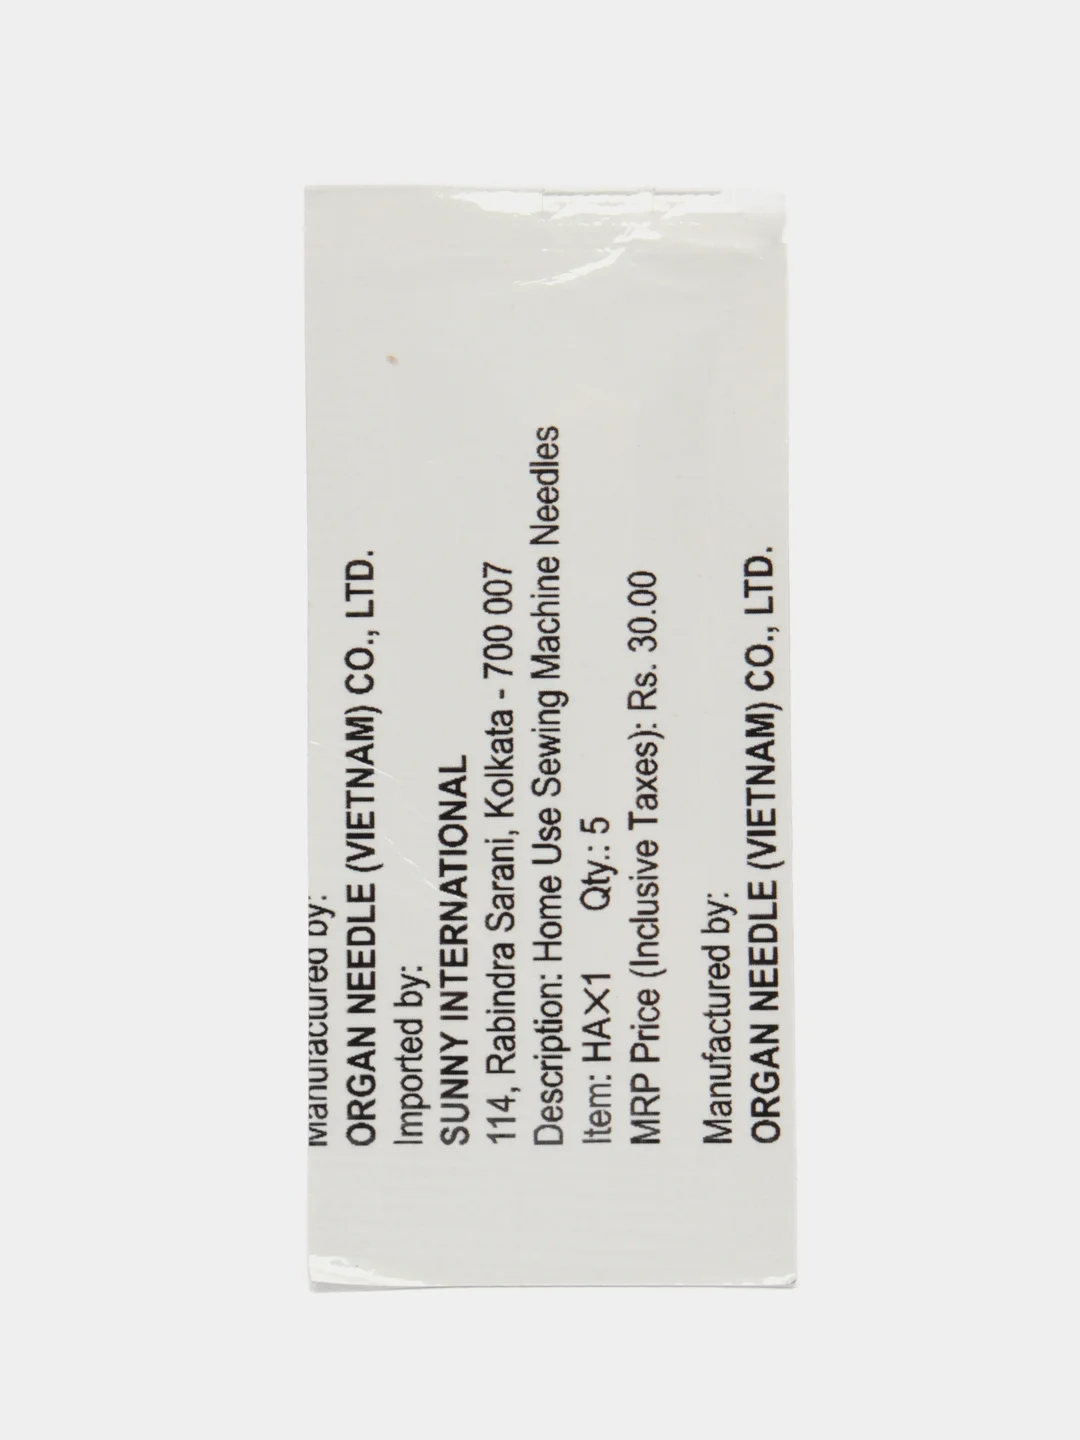 Manufactured by:
ORGAN NEEDLE (VIETNAM) CO., LTD.
Imported by:
SUNNY INTERNATIONAL
114, Rabindra Sarani, Kolkata - 700 007
Description: Home Use Sewing Machine Needles
Item: HA×1 Qty.: 5
MRP Price (Inclusive Taxes): Rs. 30.00
Manufactured by:
ORGAN NEEDLE (VIETNAM) CO., LTD.